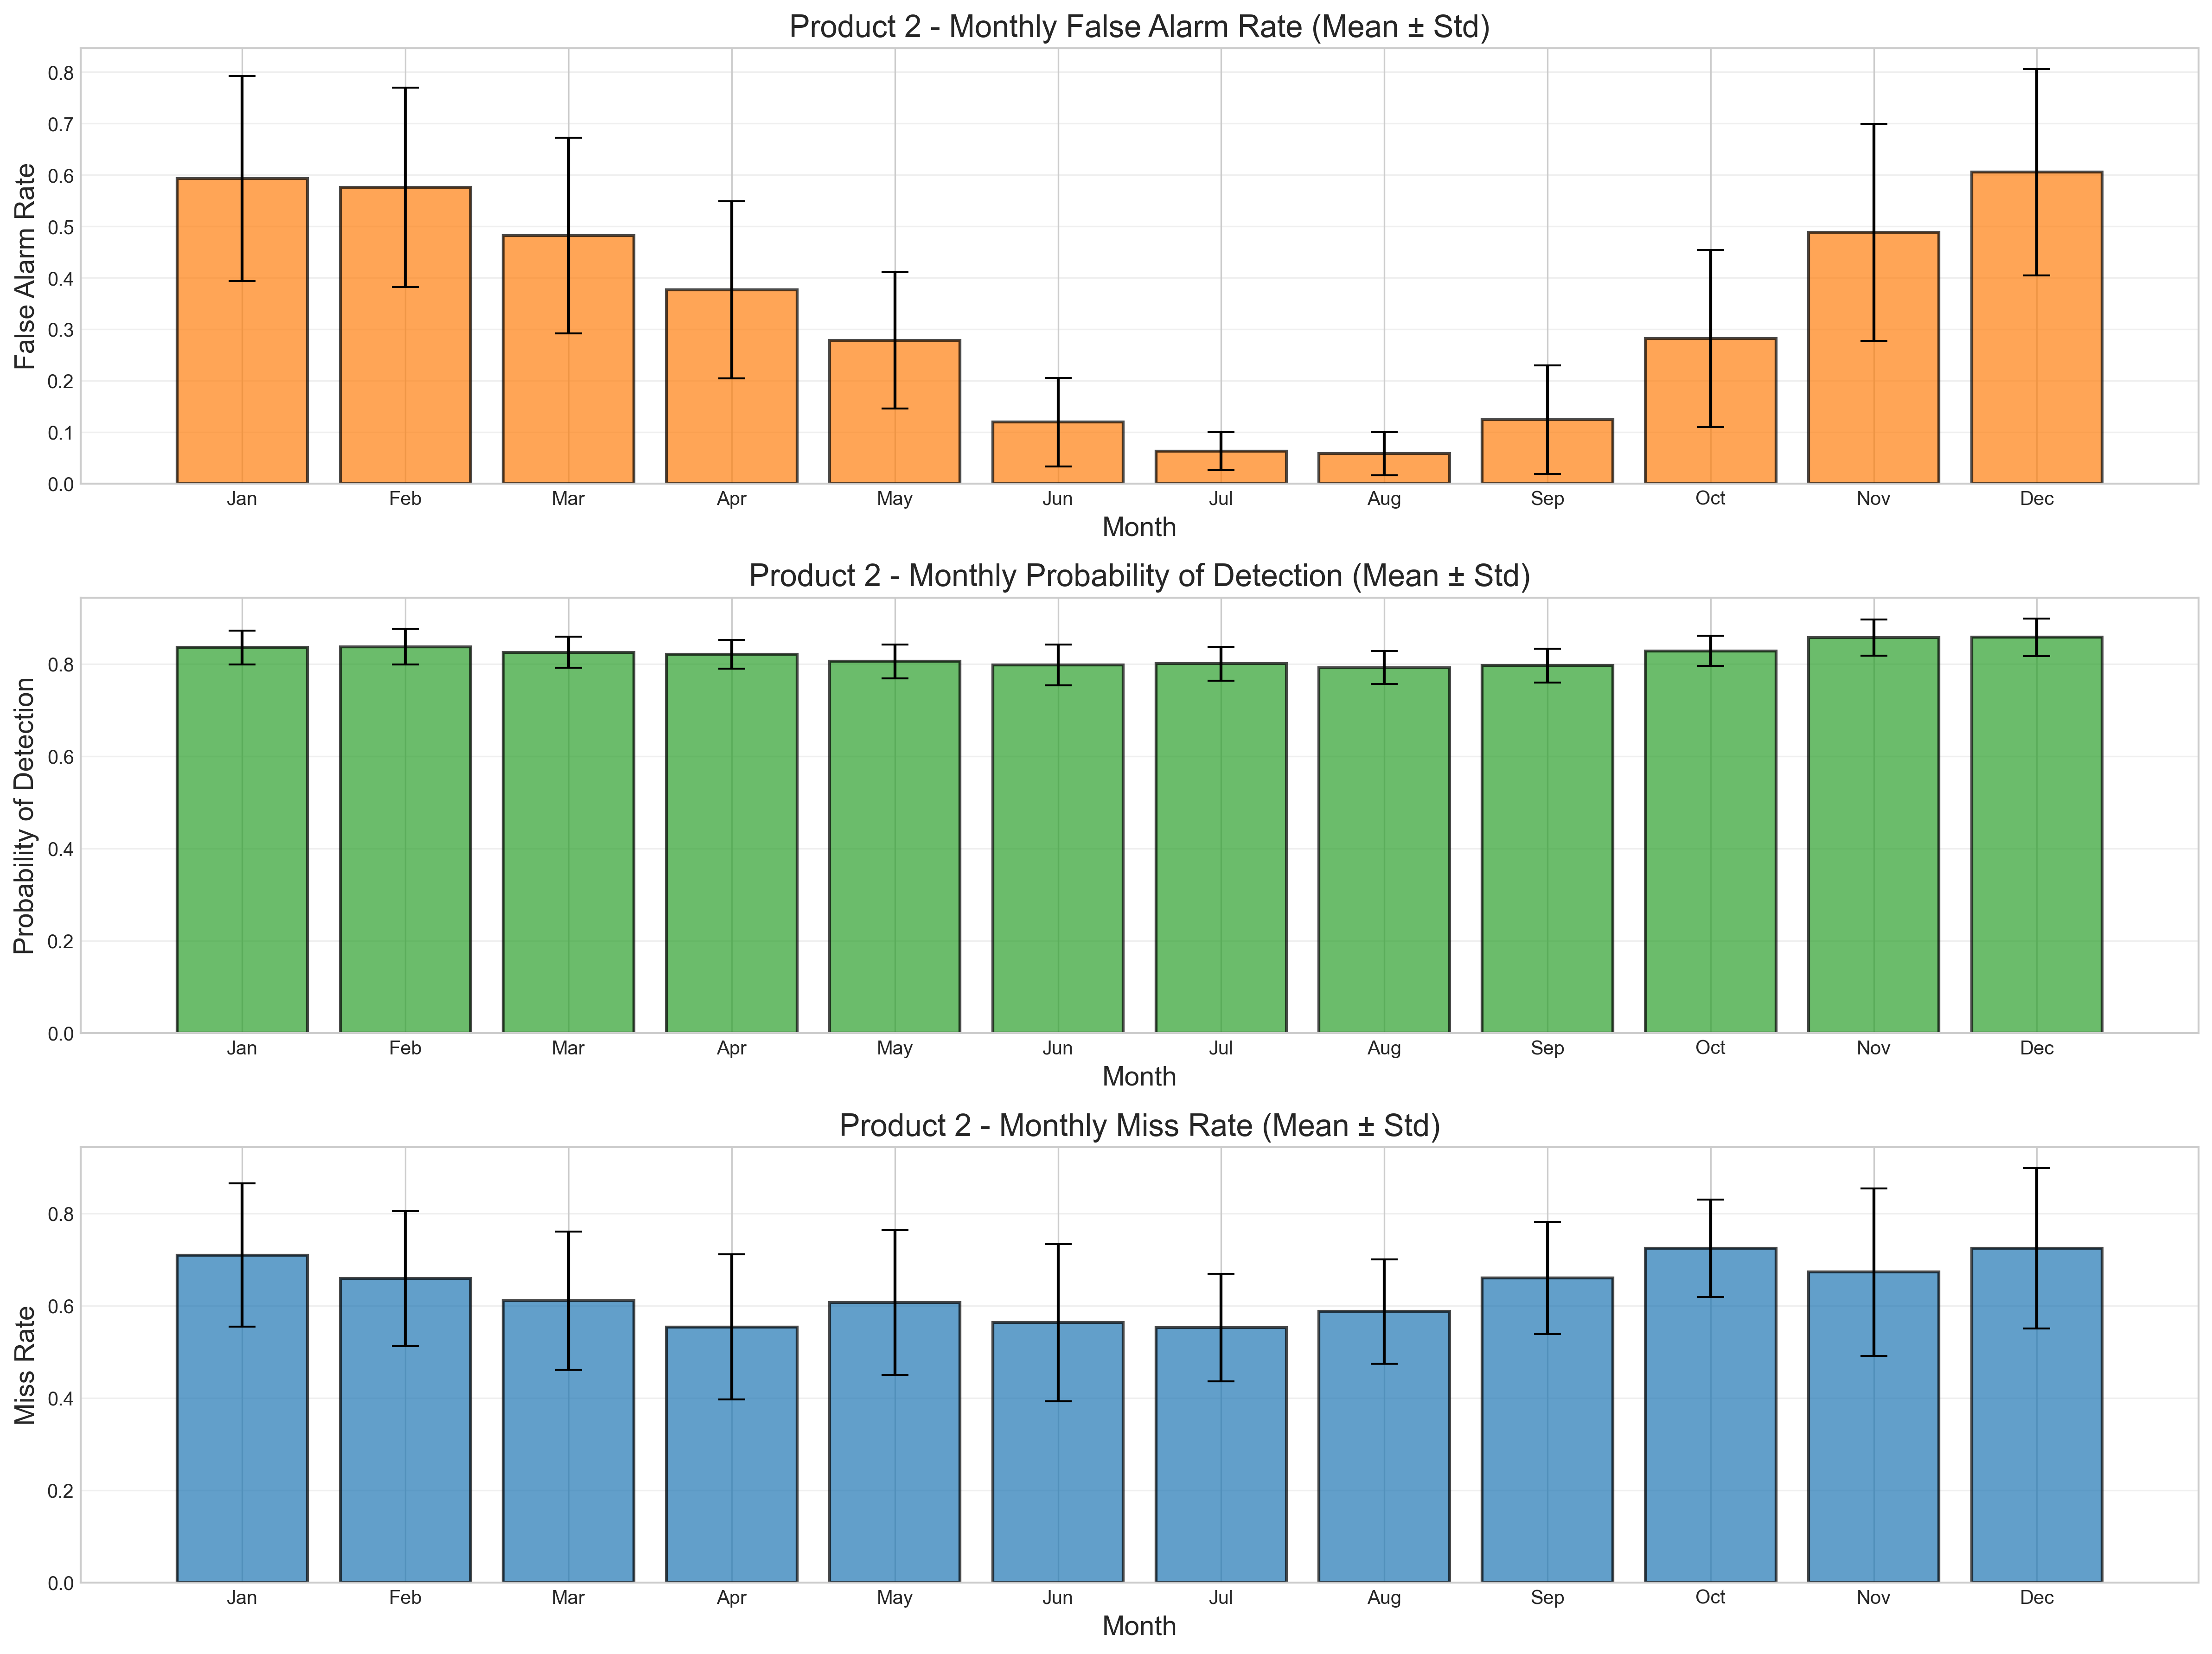 Product 2 - Monthly False Alarm Rate (Mean ± Std)
False Alarm Rate
0.8
0.7
0.6
0.5
0.4
0.3
0.2
0.1
0.0
Jan Feb Mar Apr May Jun Jul Aug Sep Oct Nov Dec
Month
Product 2 - Monthly Probability of Detection (Mean ± Std)
Probability of Detection
0.8
0.6
0.4
0.2
0.0
Jan Feb Mar Apr May Jun Jul Aug Sep Oct Nov Dec
Month
Product 2 - Monthly Miss Rate (Mean ± Std)
Miss Rate
0.8
0.6
0.4
0.2
0.0
Jan Feb Mar Apr May Jun Jul Aug Sep Oct Nov Dec
Month